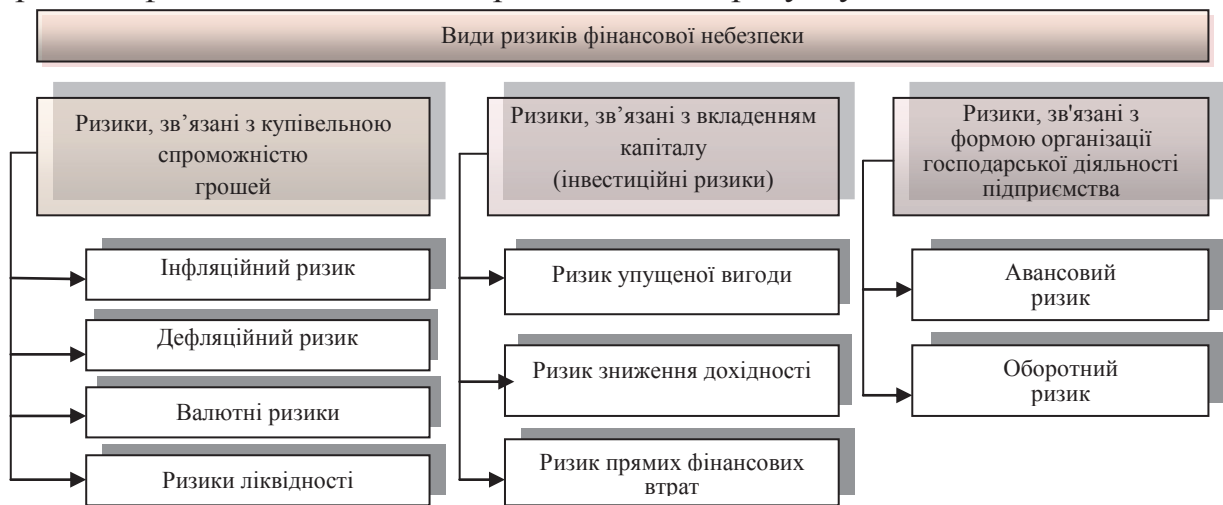 Види ризиків фінансової небезпеки
Ризики, зв’язані з купівельною
спроможністю
грошей
Інфляційний ризик
Дефляційний ризик
Валютні ризики
Ризики ліквідності
Ризики, зв’язані з вкладенням
капіталу
(інвестиційні ризики)
Ризик упущеної вигоди
Ризик зниження дохідності
Ризик прямих фінансових
втрат
Ризики, зв'язані з
формою організації
господарської діяльності
підприємства
Авансовий
ризик
Оборотний
ризик